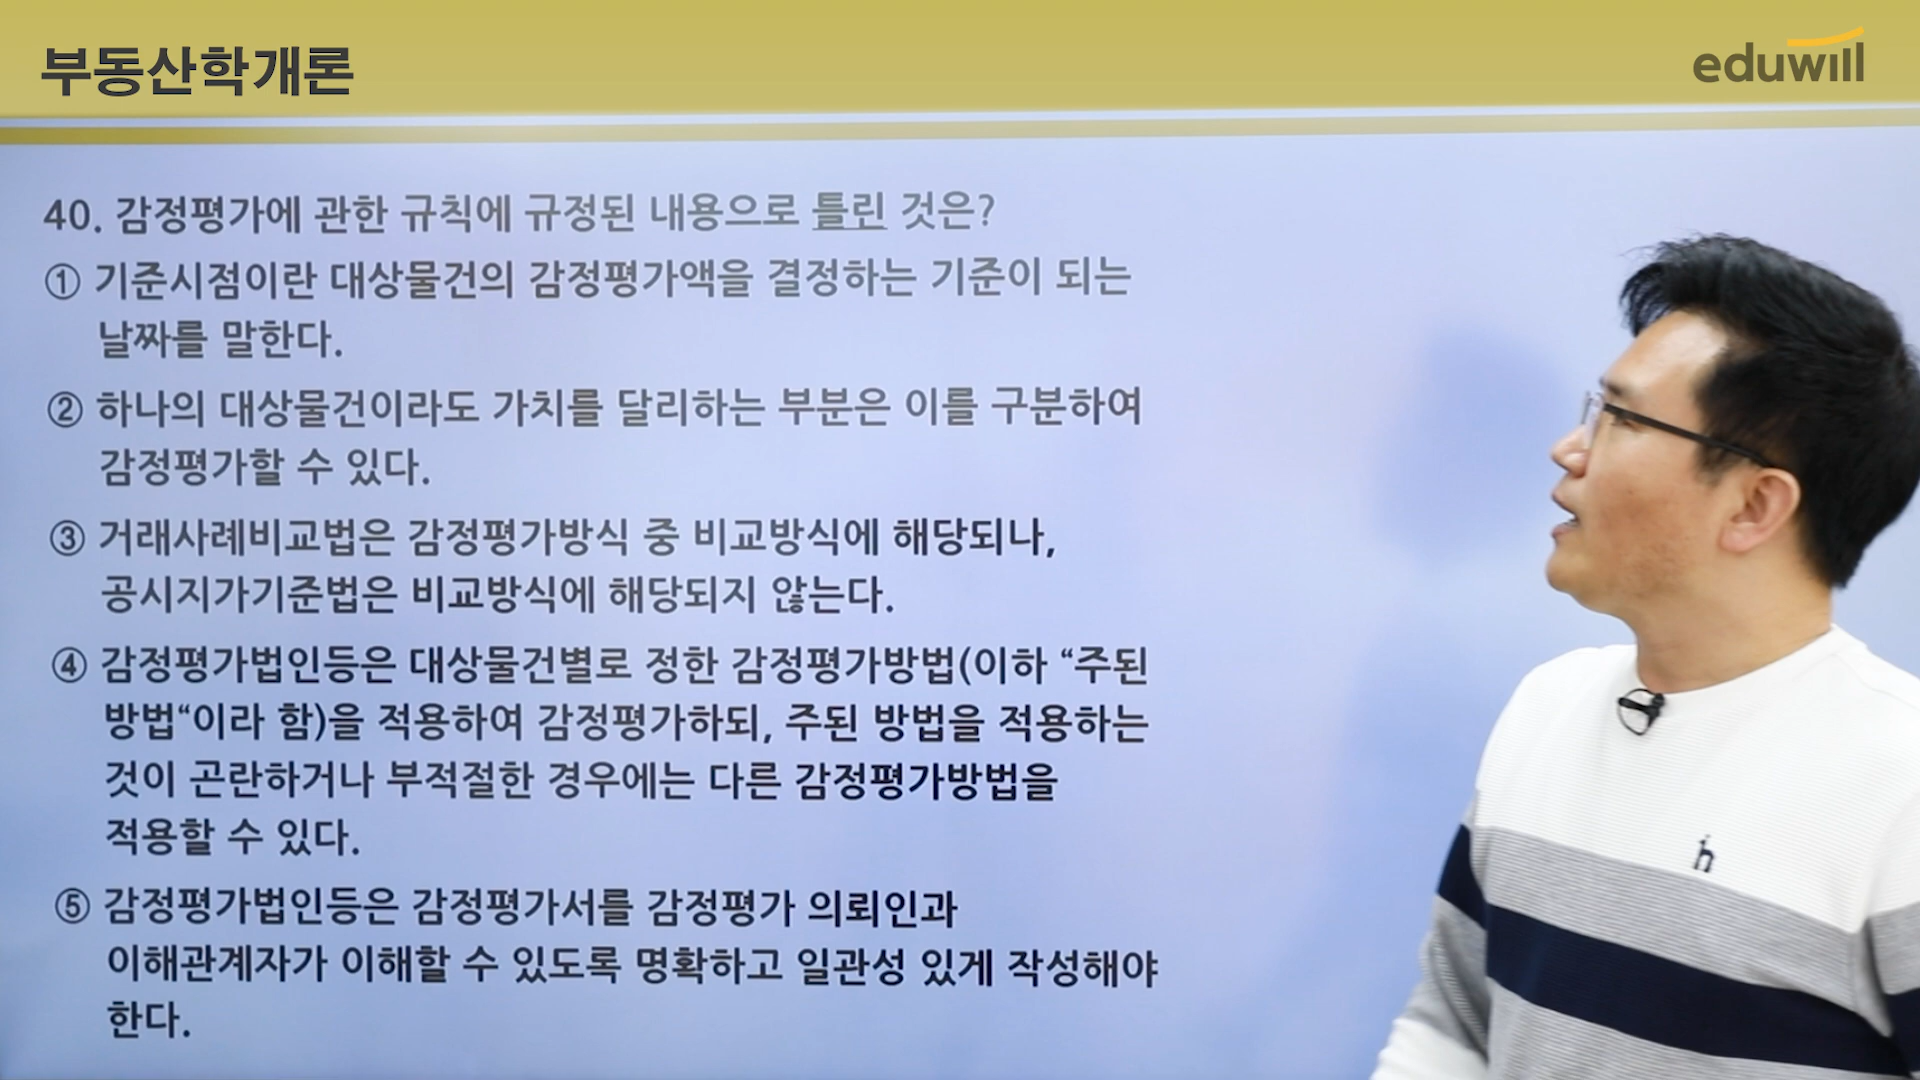 부동산학개론
eduwill
40. 감정평가에 관한 규칙에 규정된 내용으로 틀린 것은?
① 기준시점이란 대상물건의 감정평가액을 결정하는 기준이 되는
날짜를 말한다.
② 하나의 대상물건이라도 가치를 달리하는 부분은 이를 구분하여
감정평가할 수 있다.
③ 거래사례비교법은 감정평가방식 중 비교방식에 해당되나,
공시지가기준법은 비교방식에 해당되지 않는다.
④ 감정평가법인등은 대상물건별로 정한 감정평가방법(이하 “주된
방법“이라 함)을 적용하여 감정평가하되, 주된 방법을 적용하는
것이 곤란하거나 부적절한 경우에는 다른 감정평가방법을
적용할 수 있다.
⑤ 감정평가법인등은 감정평가서를 감정평가 의뢰인과
이해관계자가 이해할 수 있도록 명확하고 일관성 있게 작성해야
한다.
h